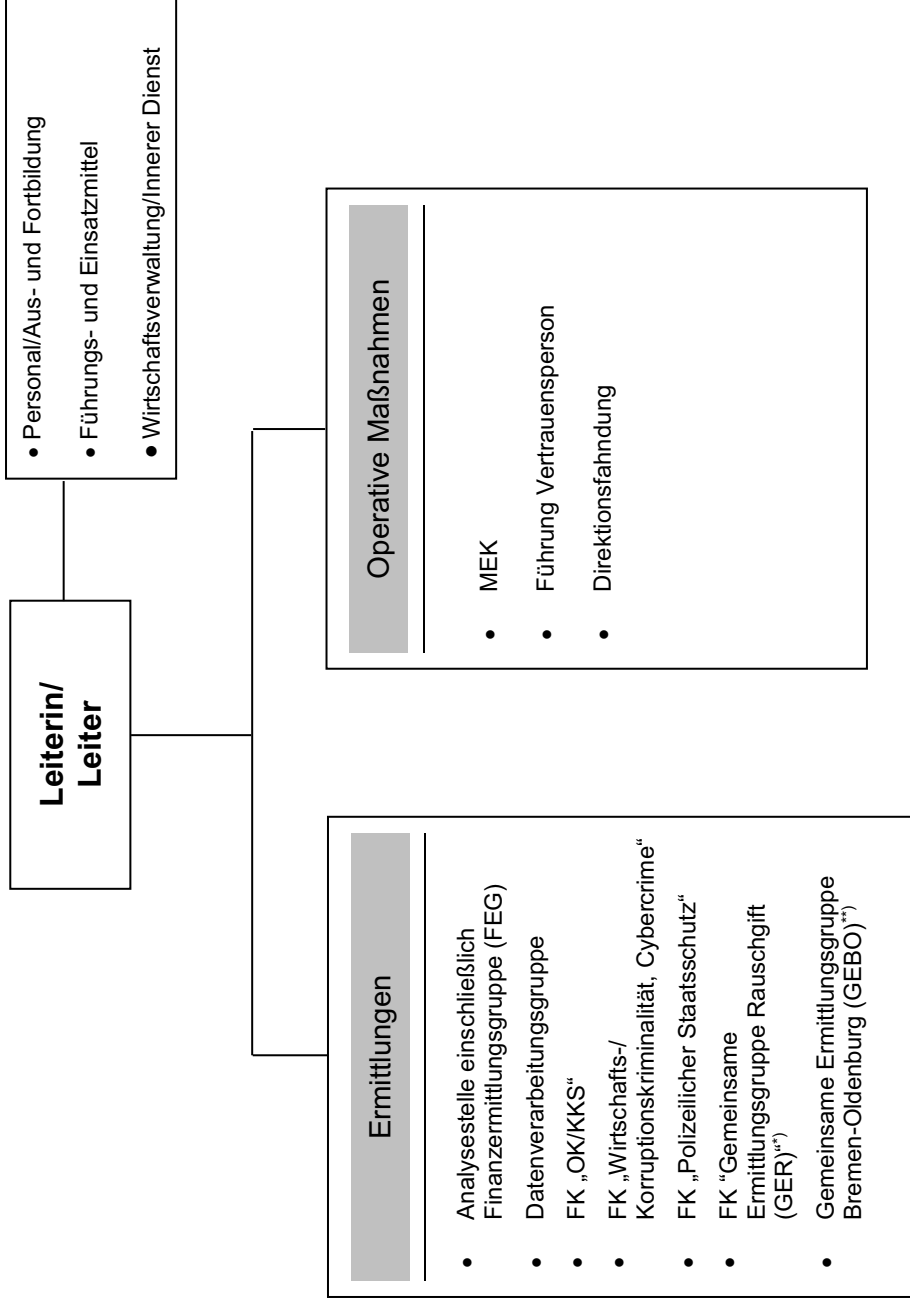 Leiterin/
Leiter
● Personal/Aus- und Fortbildung
● Führungs- und Einsatzmittel
● Wirtschaftsverwaltung/Innerer Dienst
Ermittlungen
● Analysestelle einschließlich
Finanzermittlungsgruppe (FEG)
● Datenverarbeitungsgruppe
● FK „OK/KKS“
● FK „Wirtschafts-/
Korruptionskriminalität, Cybercrime“
● FK „Polizeilicher Staatsschutz“
● FK “Gemeinsame
Ermittlungsgruppe Rauschgift
(GER)“*)
● Gemeinsame Ermittlungsgruppe
Bremen-Oldenburg (GEBO)**)
Operative Maßnahmen
● MEK
● Führung Vertrauensperson
● Direktionsfahndung